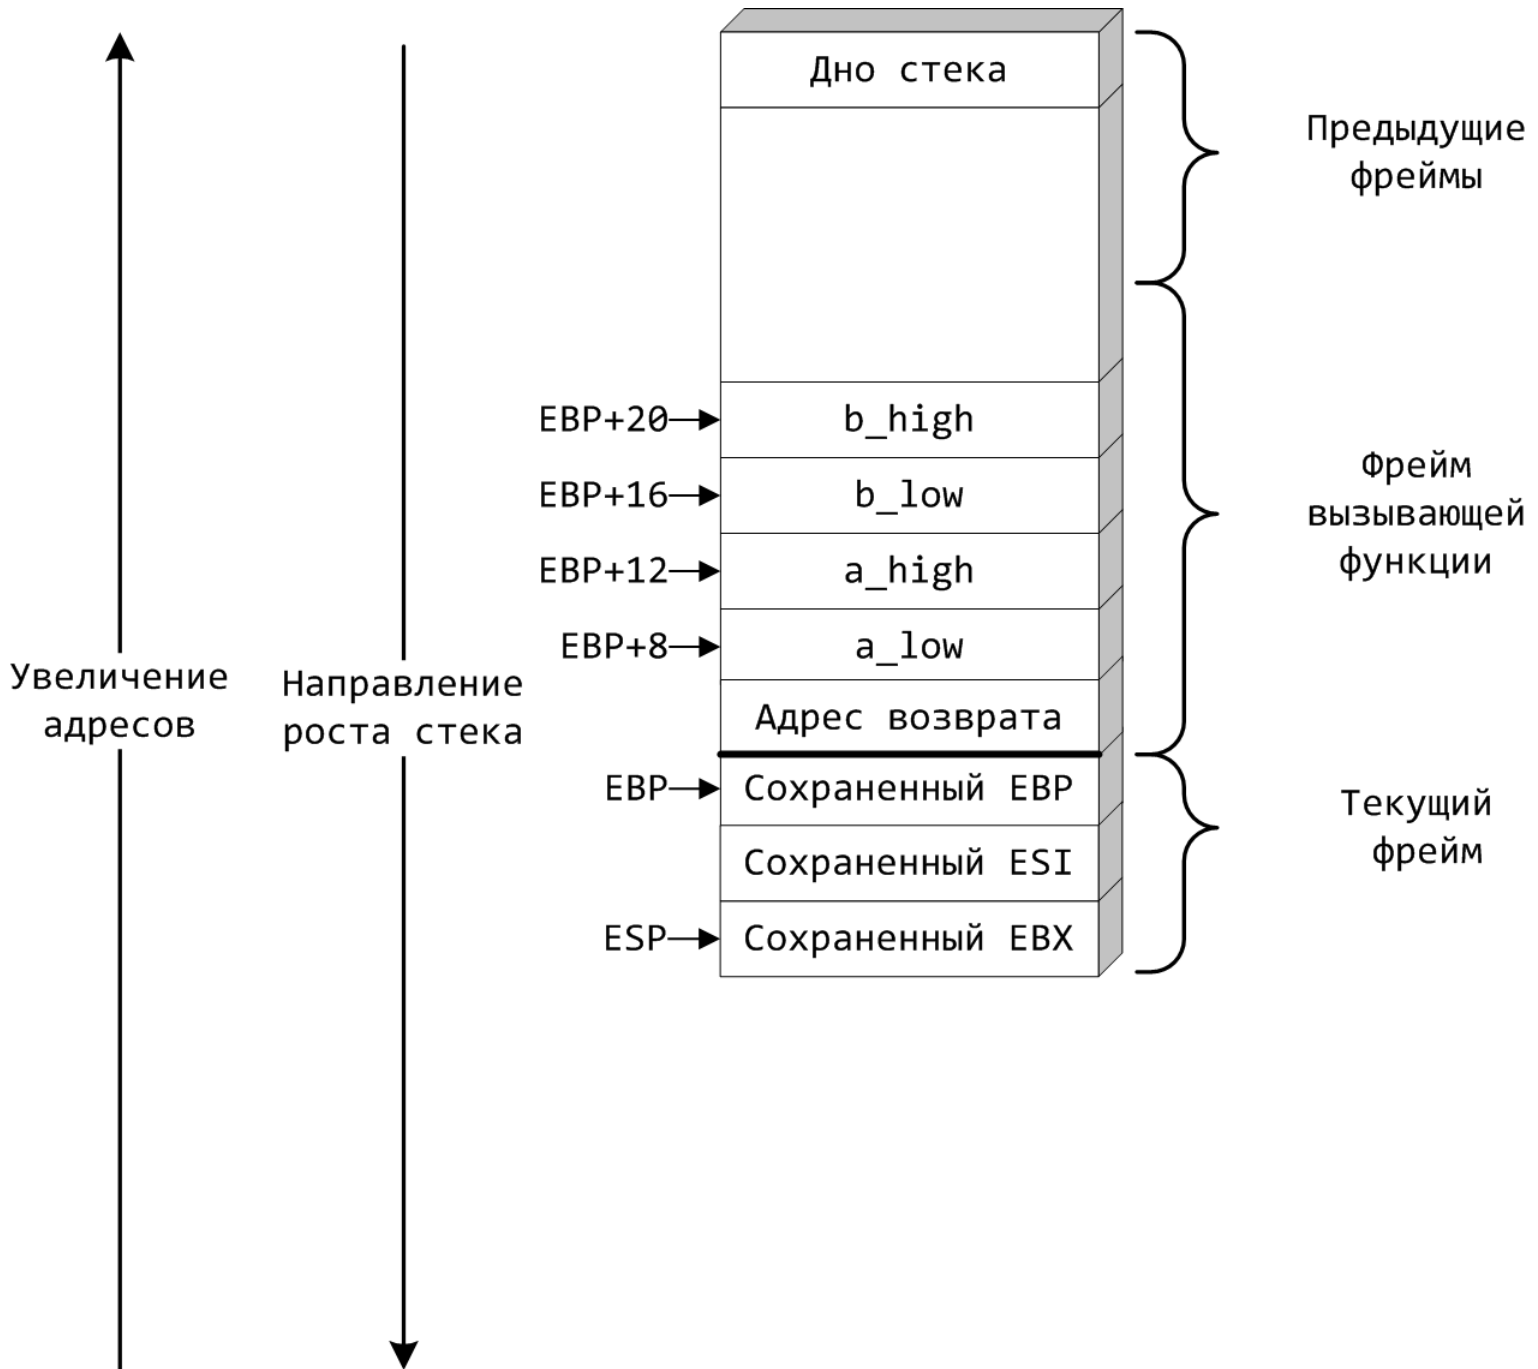 Дно стека
Предыдущие
фреймы
EBP+20
b_high
EBP+16
b_low
Фрейм
вызывающей
функции
EBP+12
a_high
EBP+8
a_low
Увеличение
адресов
Направление
роста стека
Адрес возврата
EBP
Сохраненный EBP
Текущий
фрейм
Сохраненный ESI
ESP
Сохраненный EBX